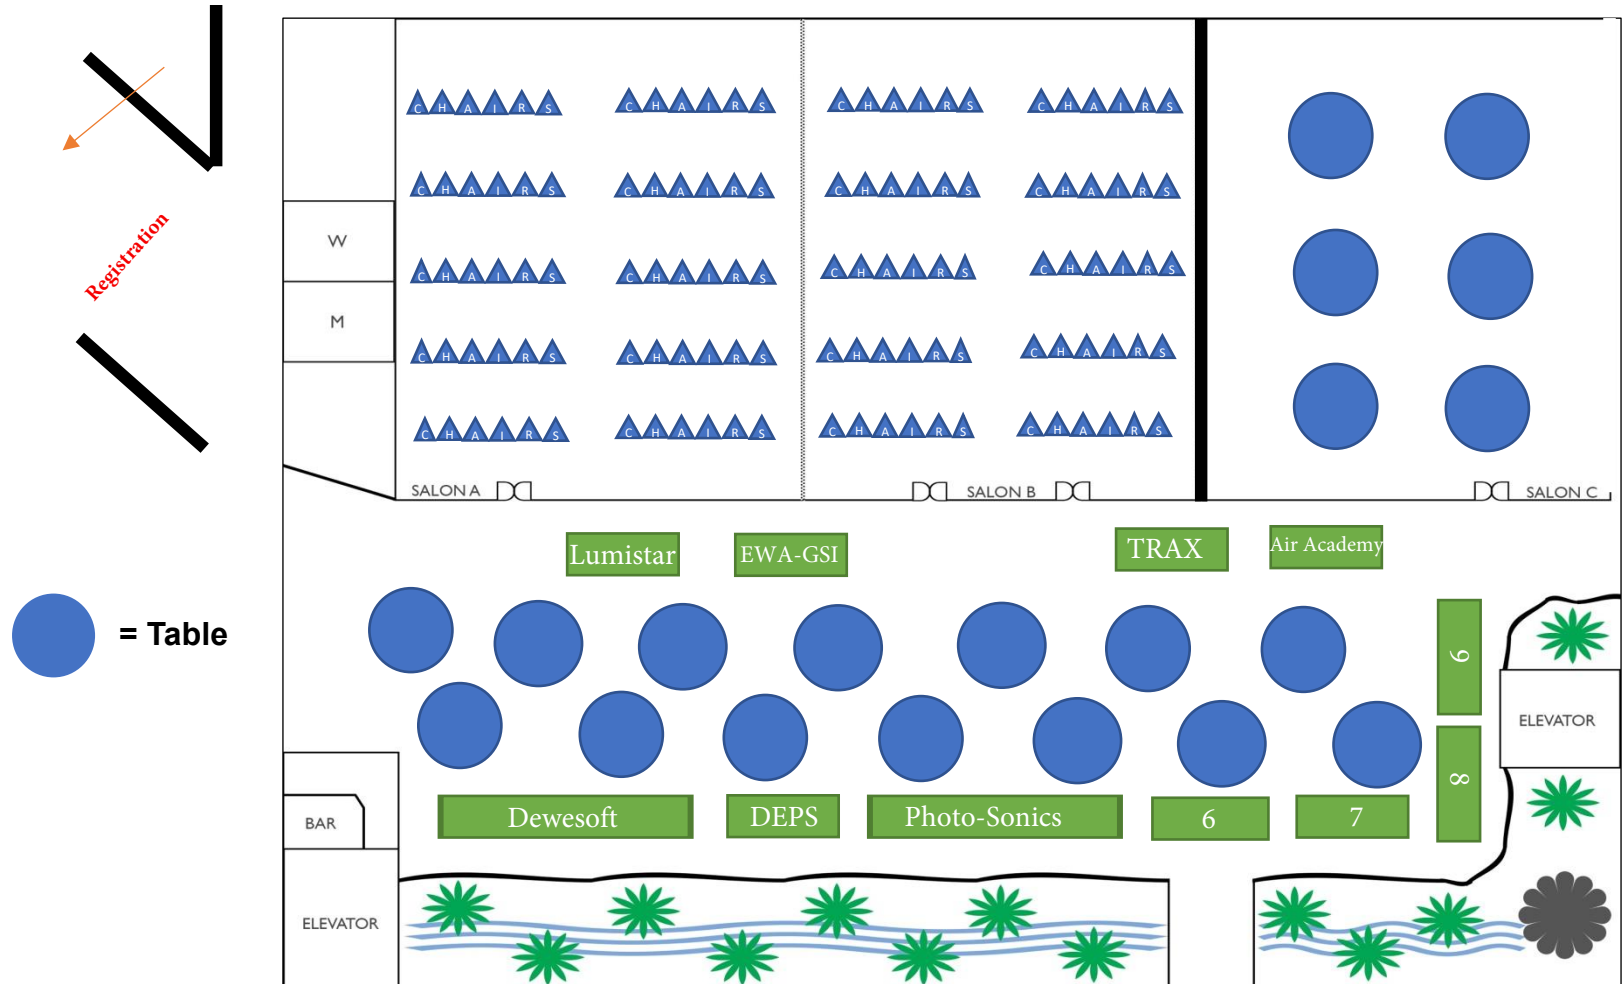 C H A I R S
C H A I R S
C H A I R S
C H A I R S
C H A I R S
C H A I R S
C H A I R S
C H A I R S
Registration
W
C H A I R S
C H A I R S
C H A I R S
C H A I R S
M
C H A I R S
C H A I R S
C H A I R S
C H A I R S
C H A I R S
C H A I R S
C H A I R S
C H A I R S
SALON A
SALON B
SALON C
Lumistar
EWA-GSI
TRAX
Air Academy
= Table
9
ELEVATOR
8
Dewesoft
DEPS
Photo-Sonics
6
7
BAR
ELEVATOR